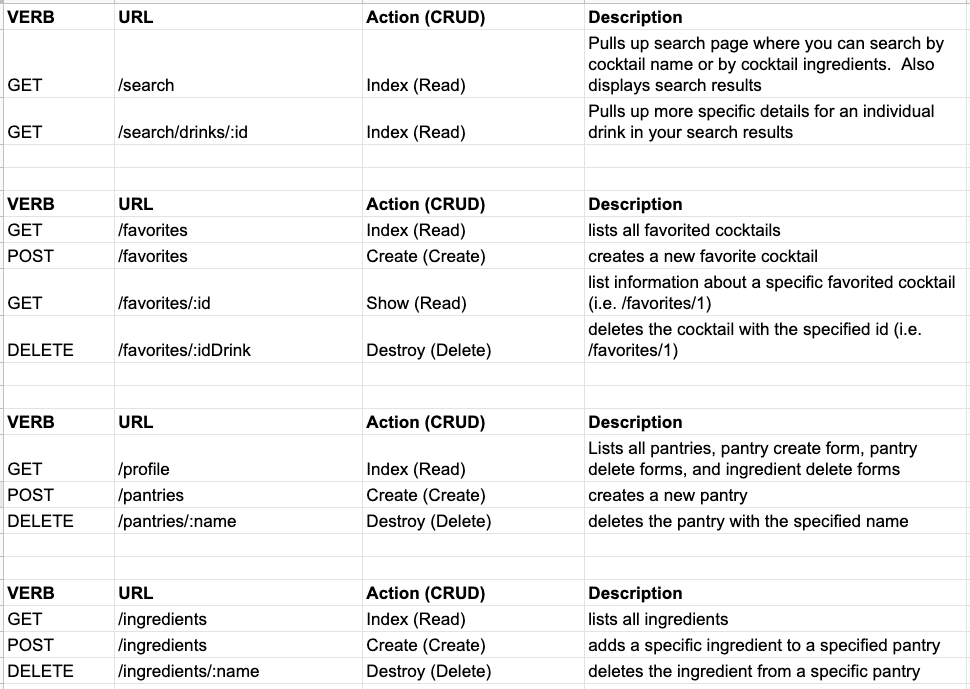 VERB URL Action (CRUD) Description
Pulls up search page where you can search by
cocktail name or by cocktail ingredients.  Also
GET /search Index (Read) displays search results
Pulls up more specific details for an individual
GET /search/drinks/:id Index (Read) drink in your search results
VERB URL Action (CRUD) Description
GET /favorites Index (Read) lists all favorited cocktails
POST /favorites Create (Create) creates a new favorite cocktail
list information about a specific favorited cocktail
GET /favorites/:id Show (Read) (i.e. /favorites/1)
deletes the cocktail with the specified id (i.e.
DELETE /favorites/:idDrink Destroy (Delete) /favorites/1)
VERB URL Action (CRUD) Description
Lists all pantries, pantry create form, pantry
GET /profile Index (Read) delete forms, and ingredient delete forms
POST /pantries Create (Create) creates a new pantry
DELETE /pantries/:name Destroy (Delete) deletes the pantry with the specified name
VERB URL Action (CRUD) Description
GET /ingredients Index (Read) lists all ingredients
POST /ingredients Create (Create) adds a specific ingredient to a specified pantry
DELETE /ingredients/:name Destroy (Delete) deletes the ingredient from a specific pantry